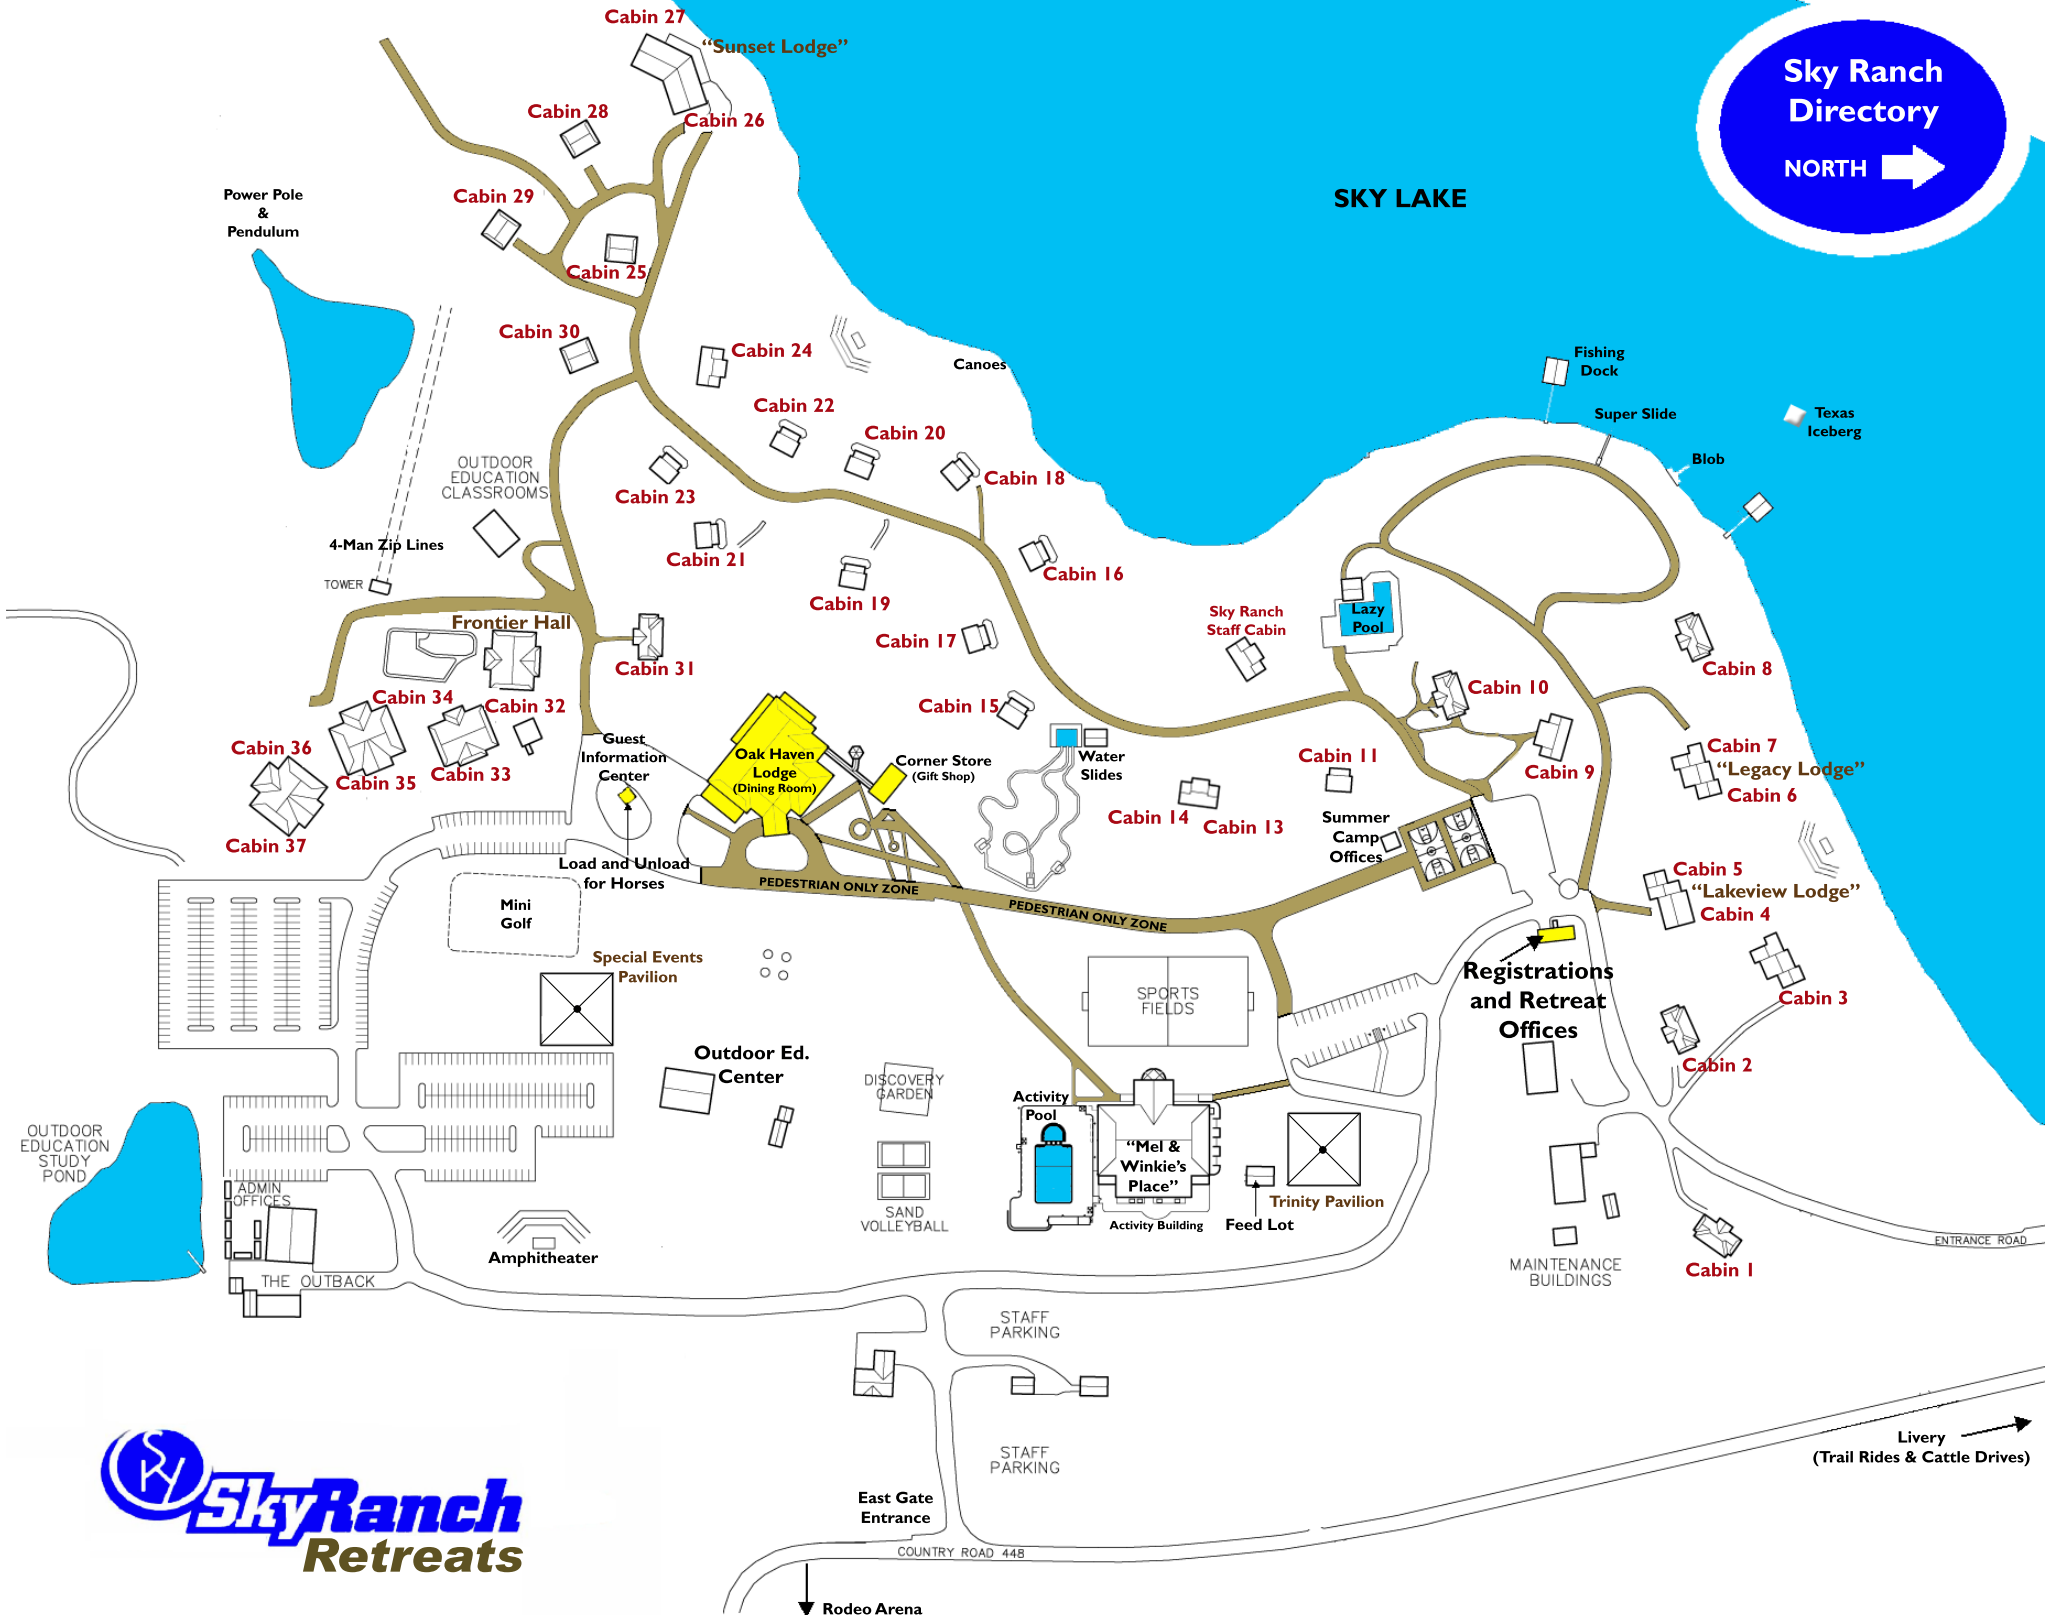 Cabin 27
“Sunset Lodge”
Sky Ranch
Directory
NORTH
Cabin 28
Cabin 26
Cabin 29
Power Pole
&
Pendulum
SKY LAKE
Cabin 25
Cabin 30
Cabin 24
Canoes
Fishing
Dock
Super Slide
Texas
Iceberg
Blob
Cabin 22
Cabin 20
Cabin 18
Cabin 23
OUTDOOR
EDUCATION
CLASSROOMS
4-Man Zip Lines
TOWER
Cabin 21
Cabin 19
Cabin 16
Cabin 17
Sky Ranch
Staff Cabin
Lazy
Pool
Frontier Hall
Cabin 31
Cabin 8
Cabin 10
Cabin 34
Cabin 32
Cabin 15
Cabin 36
Cabin 35
Cabin 33
Cabin 37
Guest
Information
Center
Oak Haven
Lodge
(Dining Room)
Corner Store
(Gift Shop)
Water
Slides
Cabin 11
Cabin 9
Cabin 7
“Legacy Lodge”
Cabin 6
Cabin 14
Cabin 13
Summer
Camp
Offices
Load and Unload
for Horses
PEDESTRIAN ONLY ZONE
PEDESTRIAN ONLY ZONE
Cabin 5
“Lakeview Lodge”
Cabin 4
Mini
Golf
Special Events
Pavilion
SPORTS
FIELDS
Registrations
and Retreat
Offices
Cabin 3
Cabin 2
Outdoor Ed.
Center
DISCOVERY
GARDEN
Activity
Pool
“Mel &
Winkie’s
Place”
Activity Building
Feed Lot
Trinity Pavilion
OUTDOOR
EDUCATION
STUDY
POND
ADMIN
OFFICES
THE OUTBACK
Amphitheater
SAND
VOLLEYBALL
MAINTENANCE
BUILDINGS
Cabin 1
ENTRANCE ROAD
STAFF
PARKING
STAFF
PARKING
East Gate
Entrance
COUNTRY ROAD 448
Livery
(Trail Rides & Cattle Drives)
Rodeo Arena
SKY
SkyRanch
Retreats